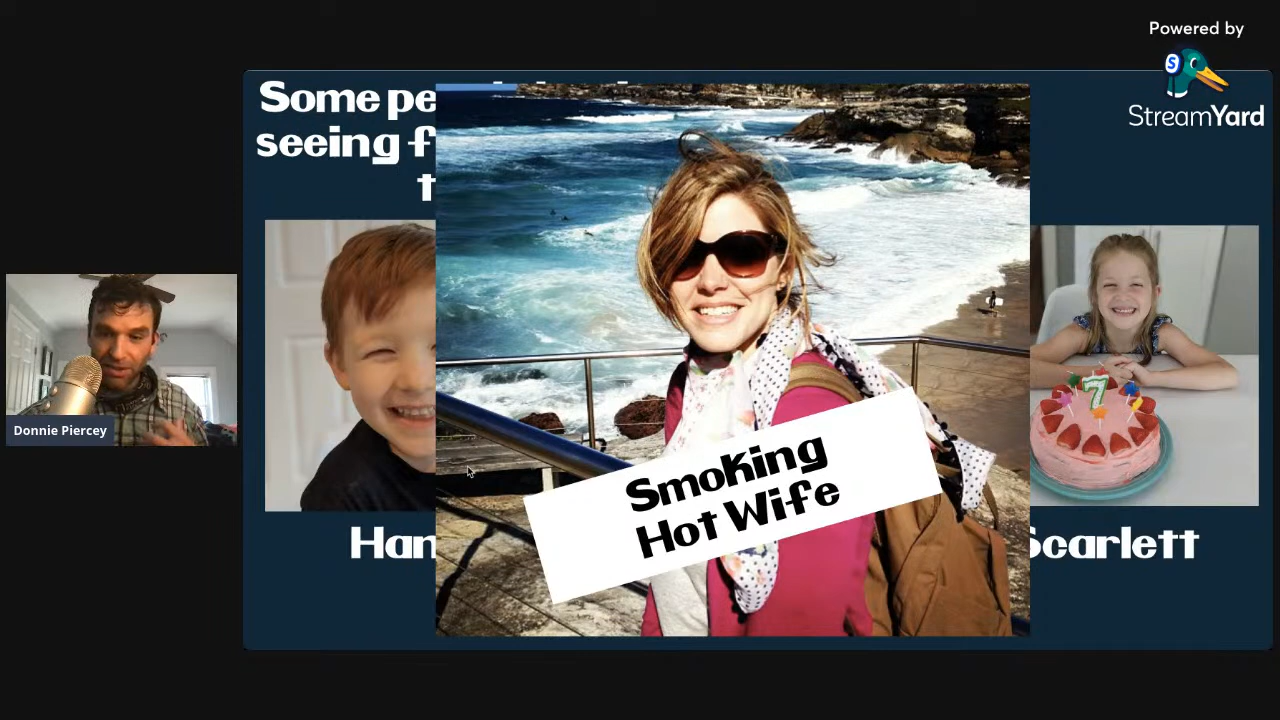 Powered by
StreamYard
Some pe
seeing f
t
Smoking
Hot Wife
7
Donnie Piercey
Han
Scarlett